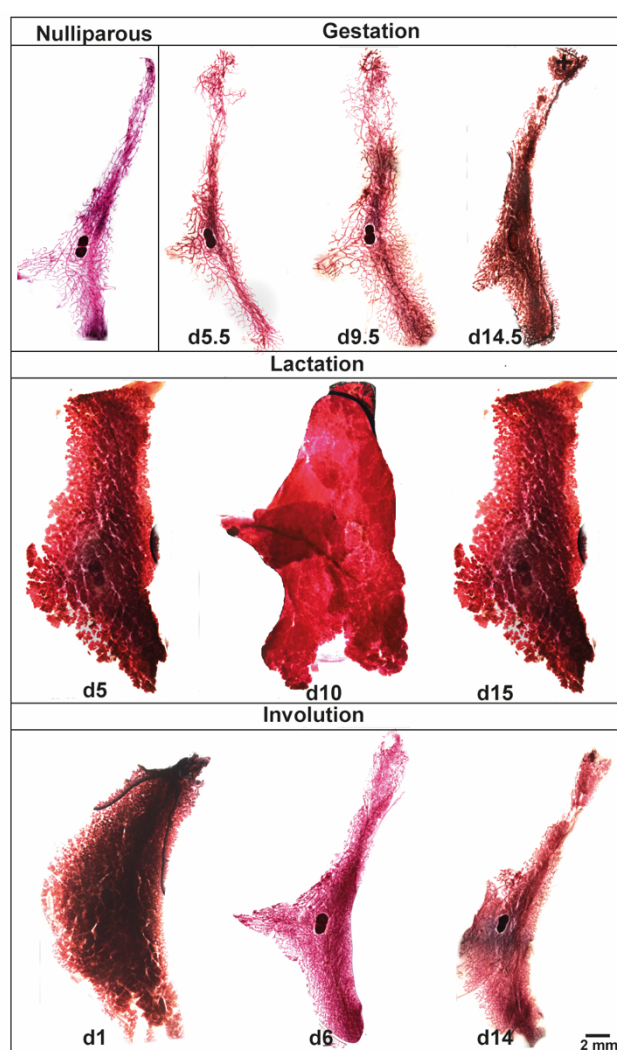 Nulliparous
Gestation
d5.5
d9.5
d14.5
Lactation
d5
d10
d15
Involution
d1
d6
d14
2 mm